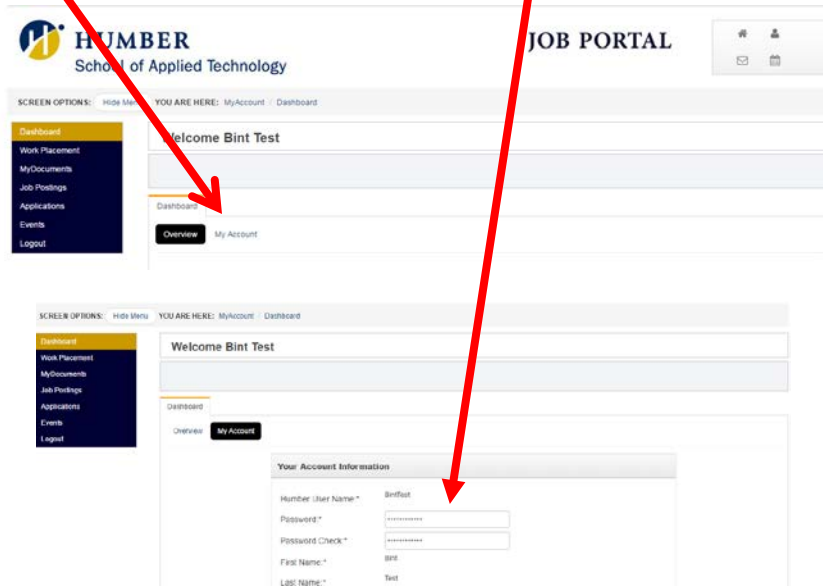 HUMBER
JOB PORTAL
School of Applied Technology
SCREEN OPTIONS: Hide Menu YOU ARE HERE: MyAccount / Dashboard
Dashboard
Welcome Bint Test
Work Placement
MyDocuments
Job Postings
Applications
Dashboard
Events
Overview My Account
Logout
SCREEN OPTIONS: Hide Menu YOU ARE HERE: MyAccount / Dashboard
Dashboard
Welcome Bint Test
Work Placement
MyDocuments
Job Postings
Applications
Dashboard
Events
Overview My Account
Logout
Your Account Information
Humber User Name:* BintTest
Password:*
Password Check:*
First Name:* Bint
Last Name:* Test